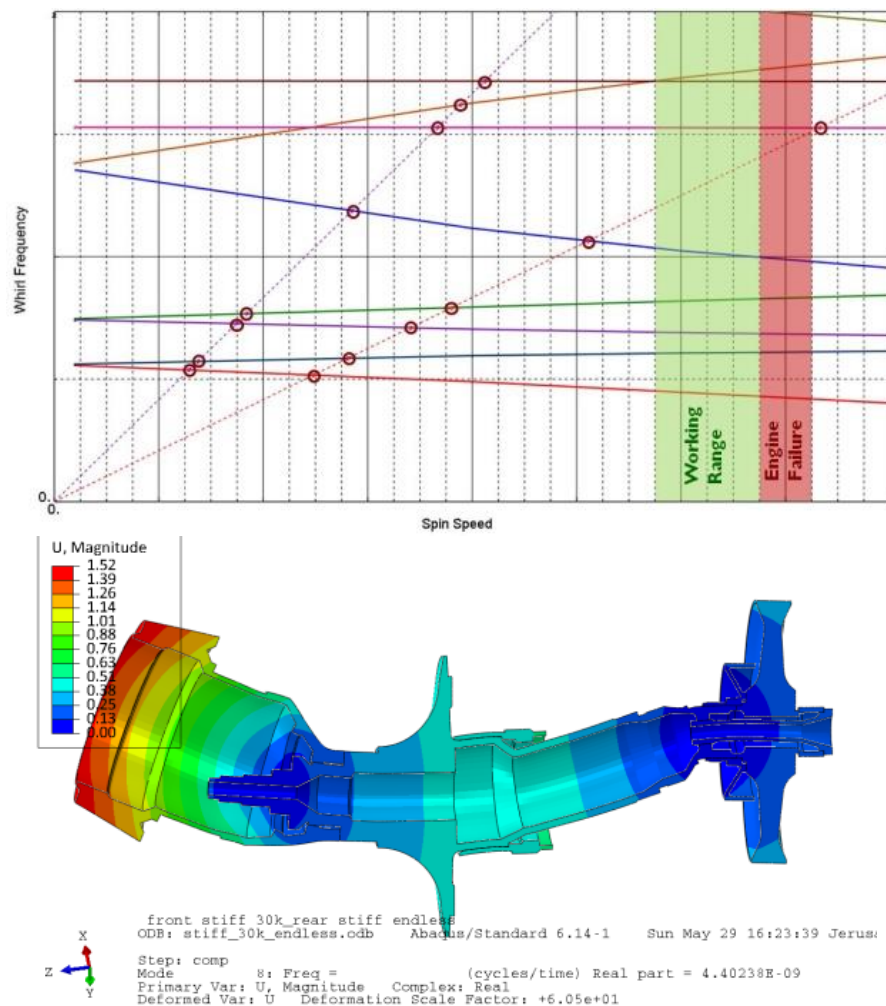 Whirl Frequency
0.
0.
Spin Speed
Working
Range
Engine
Failure
U, Magnitude
1.52
1.39
1.26
1.14
1.01
0.88
0.76
0.63
0.51
0.38
0.25
0.13
0.00
front stiff 30k_rear stiff endless
ODB: stiff_30k_endless.odb Abaqus/Standard 6.14-1 Sun May 29 16:23:39
X
Z
Y
Step: comp
Mode 8: Freq = (cycles/time) Real part = 4.40238E-09
Primary Var: U, Magnitude Complex: Real
Deformed Var: U Deformation Scale Factor: +6.05e+01